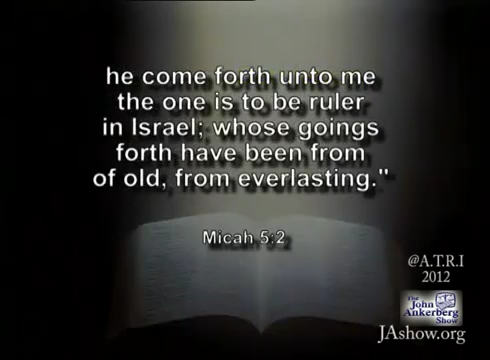 he come forth unto me
the one is to be ruler
in Israel; whose goings
forth have been from
of old, from everlasting."
Micah 5:2
@A.T.R.I
2012
The
John
Ankerberg
Show
JAshow.org